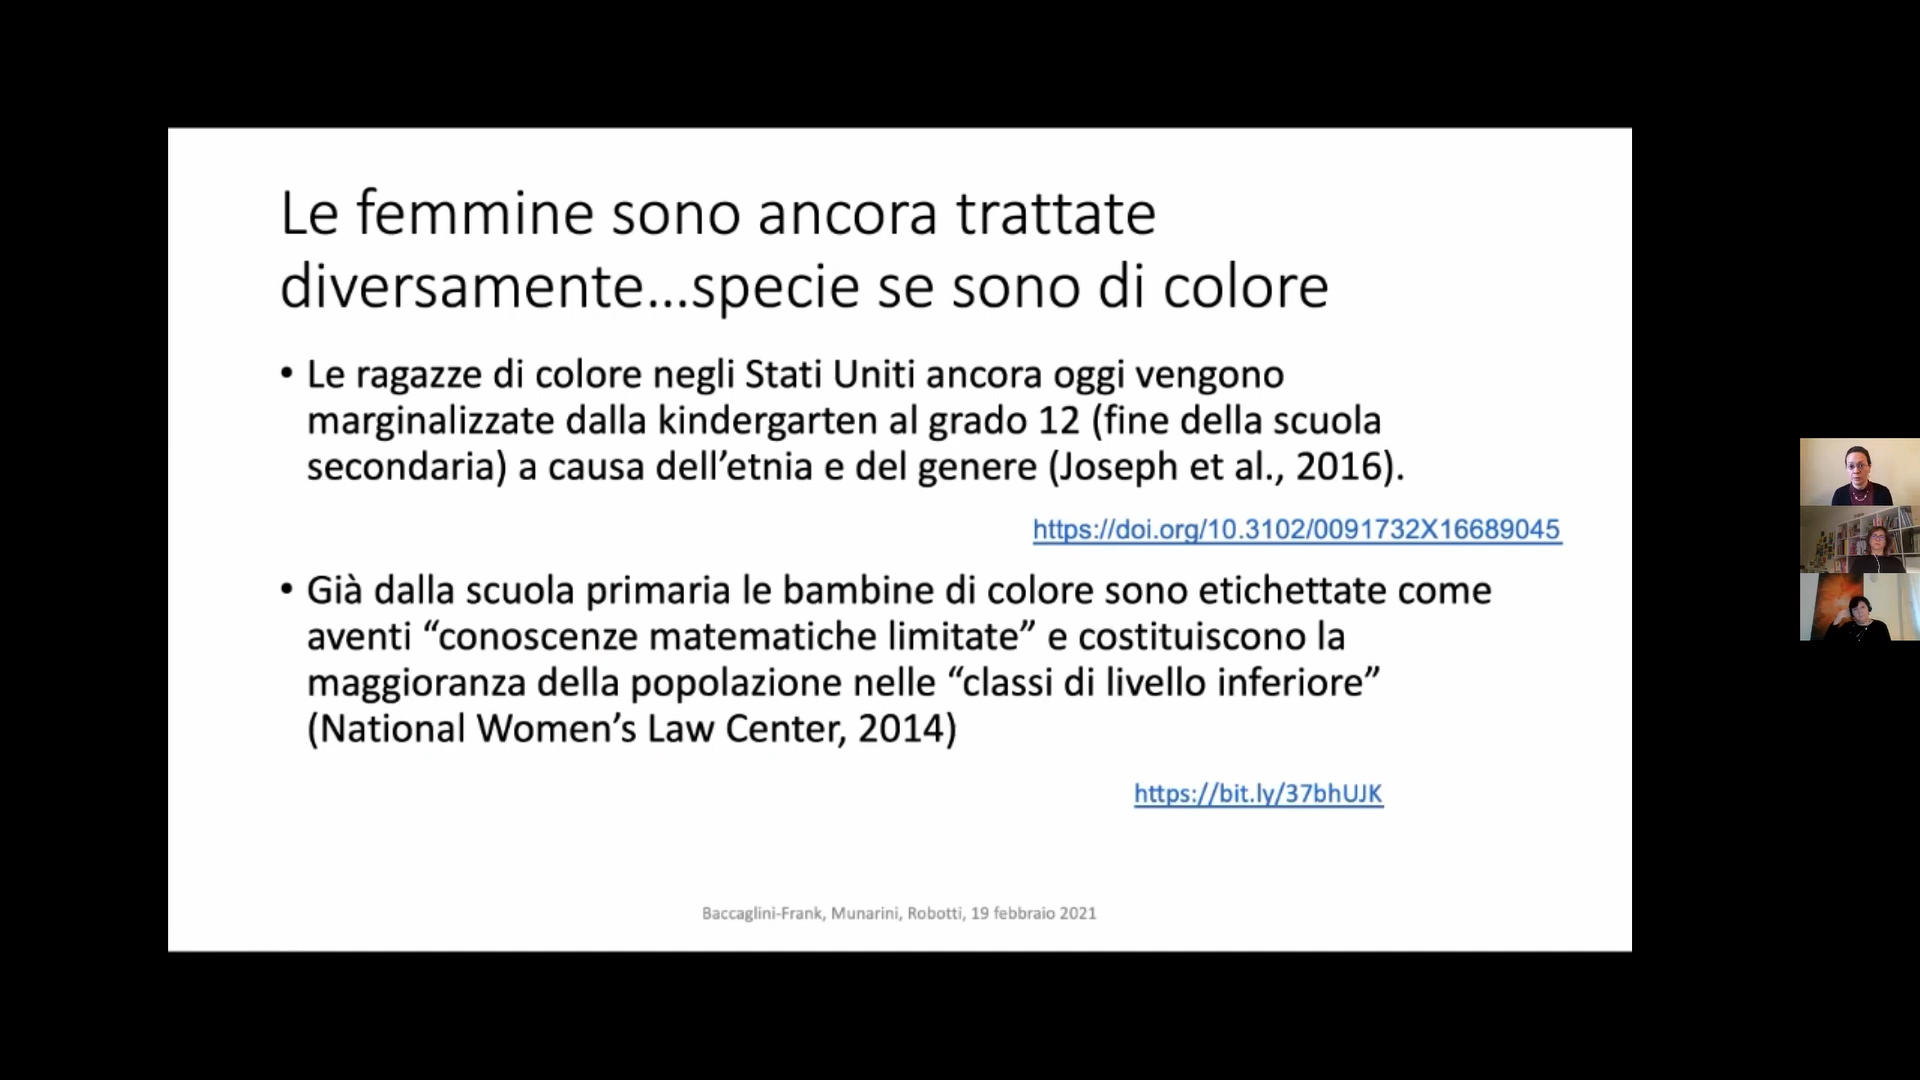 Le femmine sono ancora trattate
diversamente...specie se sono di colore
• Le ragazze di colore negli Stati Uniti ancora oggi vengono
marginalizzate dalla kindergarten al grado 12 (fine della scuola
secondaria) a causa dell’etnia e del genere (Joseph et al., 2016).
https://doi.org/10.3102/0091732X16689045
• Già dalla scuola primaria le bambine di colore sono etichettate come
aventi “conoscenze matematiche limitate” e costituiscono la
maggioranza della popolazione nelle “classi di livello inferiore”
(National Women’s Law Center, 2014)
https://bit.ly/37bhUJK
Baccaglini-Frank, Munarini, Robotti, 19 febbraio 2021